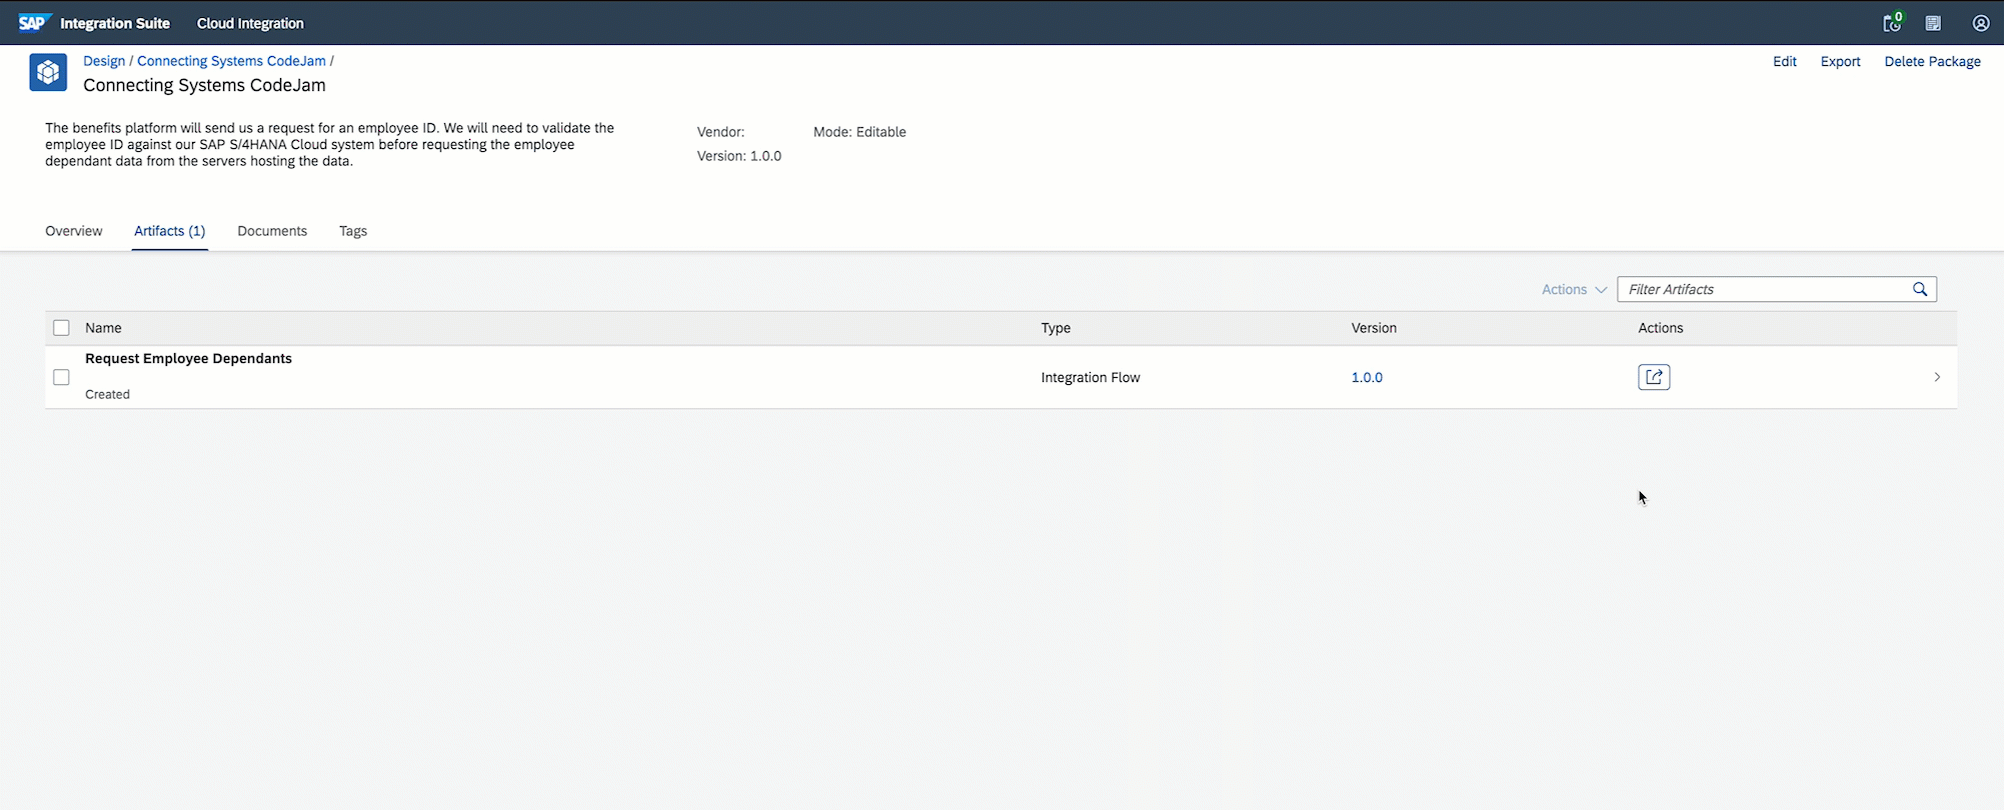 SAP Integration Suite Cloud Integration 0
Design / Connecting Systems CodeJam /
Connecting Systems CodeJam
Edit Export Delete Package
The benefits platform will send us a request for an employee ID. We will need to validate the
employee ID against our SAP S/4HANA Cloud system before requesting the employee
dependant data from the servers hosting the data.
Vendor: Mode: Editable
Version: 1.0.0
Overview Artifacts (1) Documents Tags
Actions Filter Artifacts
Name Type Version Actions
Request Employee Dependants
Integration Flow 1.0.0
Created